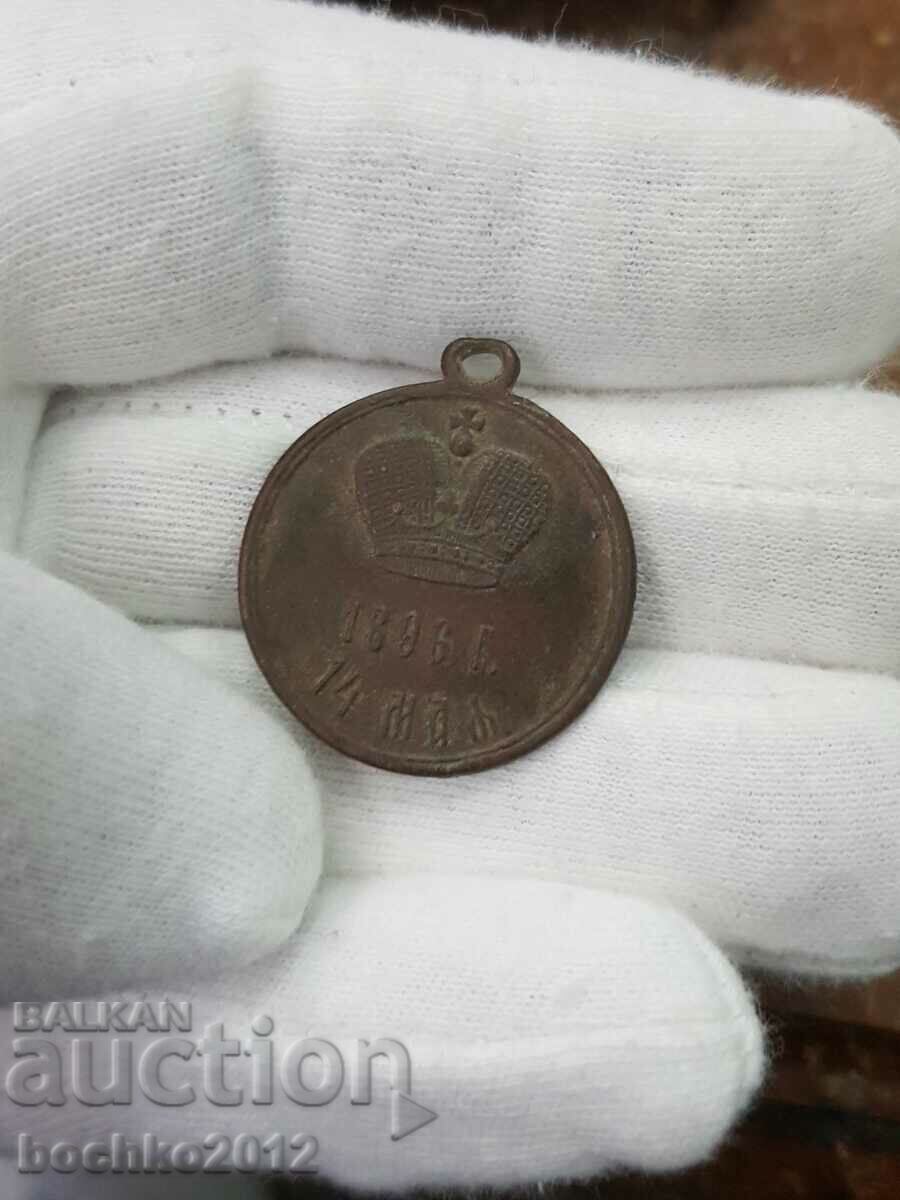 1896 Г.
14 МАЯ
BALKAN
auction
bochko2012